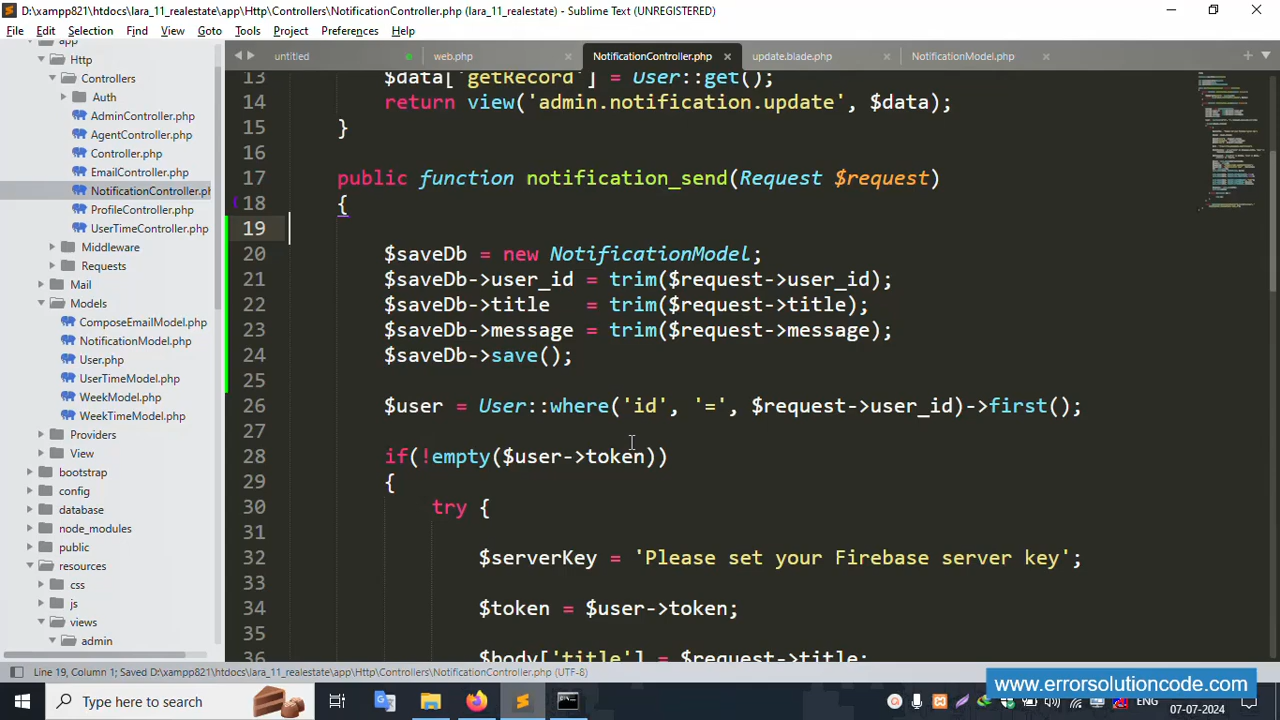 D:\xampp821\htdocs\lara_11_realestate\app\Http\Controllers\NotificationController.php (lara_11_realestate) - Sublime Text (UNREGISTERED)
File Edit Selection Find View Goto Tools Project Preferences Help
untitled web.php NotificationController.php update.blade.php NotificationModel.php
app
Http
Controllers
Auth
AdminController.php
AgentController.php
Controller.php
EmailController.php
NotificationController.ph
ProfileController.php
UserTimeController.php
Middleware
Requests
Mail
Models
ComposeEmailModel.php
NotificationModel.php
User.php
UserTimeModel.php
WeekModel.php
WeekTimeModel.php
Providers
View
bootstrap
config
database
node_modules
public
resources
css
js
views
admin
13 $data['getRecord'] = User::get();
14 return view('admin.notification.update', $data);
15 }
16
17 public function notification_send(Request $request)
18 {
19
20 $saveDb = new NotificationModel;
21 $saveDb->user_id = trim($request->user_id);
22 $saveDb->title = trim($request->title);
23 $saveDb->message = trim($request->message);
24 $saveDb->save();
25
26 $user = User::where('id', '=', $request->user_id)->first();
27
28 if(!empty($user->token))
29 {
30 try {
31
32 $serverKey = 'Please set your Firebase server key';
33
34 $token = $user->token;
35
36 $body['title'] = $request->title;
Line 19, Column 1; Saved D:\xampp821\htdocs\lara_11_realestate\app\Http\Controllers\NotificationController.php (UTF-8)
www.errorsolutioncode.com
Type here to search
07-07-2024